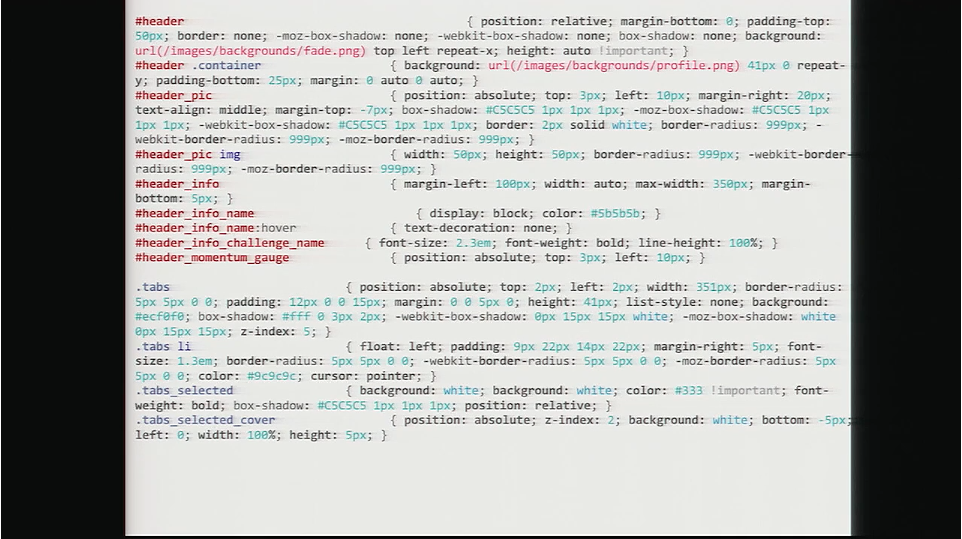 #header { position: relative; margin-bottom: 0; padding-top:
50px; border: none; -moz-box-shadow: none; -webkit-box-shadow: none; box-shadow: none; background:
url(/images/backgrounds/fade.png) top left repeat-x; height: auto !important; }
#header .container { background: url(/images/backgrounds/profile.png) 41px 0 repeat-
y; padding-bottom: 25px; margin: 0 auto 0 auto; }
#header_pic { position: absolute; top: 3px; left: 10px; margin-right: 20px;
text-align: middle; margin-top: -7px; box-shadow: #C5C5C5 1px 1px 1px; -moz-box-shadow: #C5C5C5 1px
1px 1px; -webkit-box-shadow: #C5C5C5 1px 1px 1px; border: 2px solid white; border-radius: 999px; -
webkit-border-radius: 999px; -moz-border-radius: 999px; }
#header_pic img { width: 50px; height: 50px; border-radius: 999px; -webkit-border-
radius: 999px; -moz-border-radius: 999px; }
#header_info { margin-left: 100px; width: auto; max-width: 350px; margin-
bottom: 5px; }
#header_info_name { display: block; color: #5b5b5b; }
#header_info_name:hover { text-decoration: none; }
#header_info_challenge_name { font-size: 2.3em; font-weight: bold; line-height: 100%; }
#header_momentum_gauge { position: absolute; top: 3px; left: 10px; }
.tabs { position: absolute; top: 2px; left: 2px; width: 351px; border-radius:
5px 5px 0 0; padding: 12px 0 0 15px; margin: 0 0 5px 0; height: 41px; list-style: none; background:
#ecf0f0; box-shadow: #fff 0 3px 2px; -webkit-box-shadow: 0px 15px 15px white; -moz-box-shadow: white
0px 15px 15px; z-index: 5; }
.tabs li { float: left; padding: 9px 22px 14px 22px; margin-right: 5px; font-
size: 1.3em; border-radius: 5px 5px 0 0; -webkit-border-radius: 5px 5px 0 0; -moz-border-radius: 5px
5px 0 0; color: #9c9c9c; cursor: pointer; }
.tabs_selected { background: white; background: white; color: #333 !important; font-
weight: bold; box-shadow: #C5C5C5 1px 1px 1px; position: relative; }
.tabs_selected_cover { position: absolute; z-index: 2; background: white; bottom: -5px;
left: 0; width: 100%; height: 5px; }